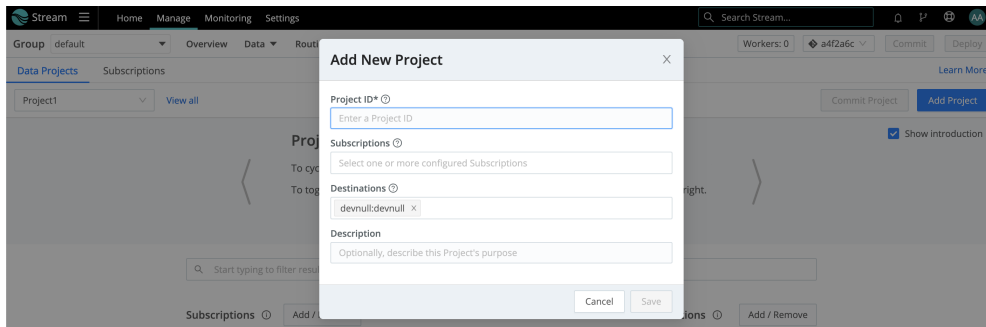 Stream Home Manage Monitoring Settings Search Stream... AA
Group default Overview Data Routi Workers: 0 a4f2a6c Commit Deploy
Data Projects Subscriptions Learn More
Project1 View all Commit Project Add Project
Show introduction
Proj
To cyc
To tog right.
Add New Project
Project ID*
Enter a Project ID
Subscriptions
Select one or more configured Subscriptions
Destinations
devnull:devnull
Description
Optionally, describe this Project's purpose
Cancel Save
Start typing to filter resul
Subscriptions Add / ions Add / Remove